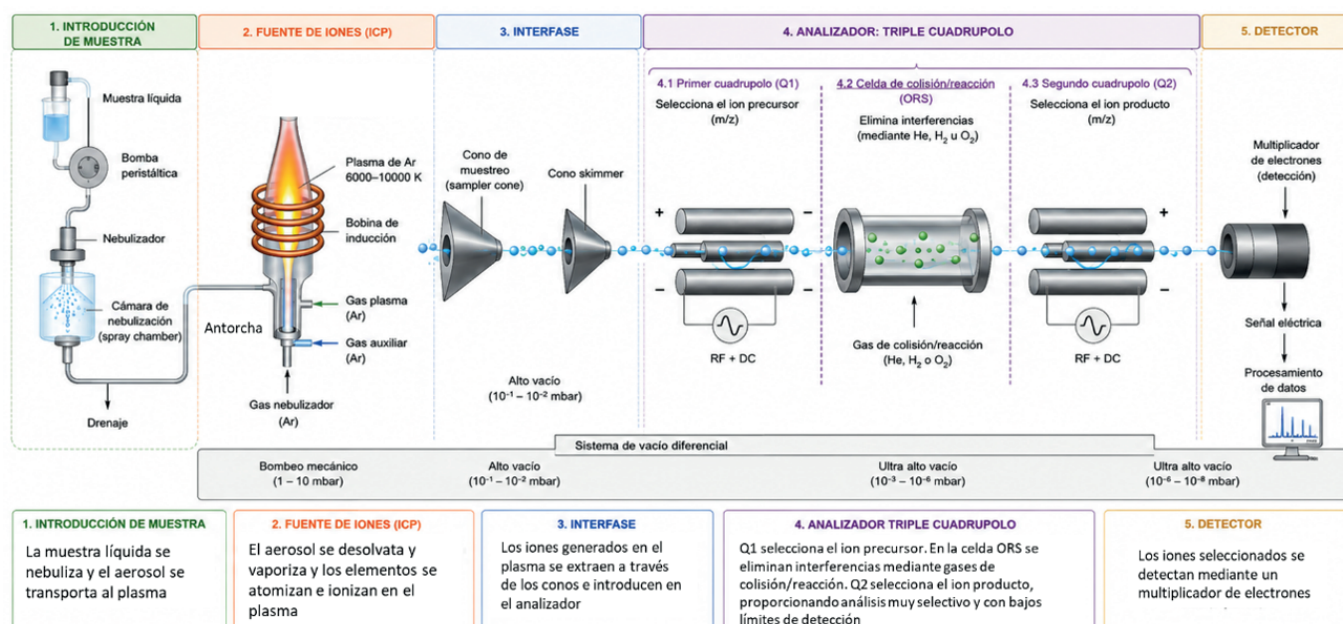 1. INTRODUCCIÓN
DE MUESTRA
2. FUENTE DE IONES (ICP)
3. INTERFASE
4. ANALIZADOR: TRIPLE CUADRUPOLO
5. DETECTOR
Muestra líquida
Bomba
peristáltica
Nebulizador
Cámara de
nebulización
(spray chamber)
Drenaje
Antorcha
Plasma de Ar
6000–10000 K
Bobina de
inducción
Gas plasma
(Ar)
Gas auxiliar
(Ar)
Gas nebulizador
(Ar)
Cono de
muestreo
(sampler cone)
Cono skimmer
Alto vacío
(10⁻¹ – 10⁻² mbar)
4.1 Primer cuadrupolo (Q1)
Selecciona el ion precursor
(m/z)
+
–
–
–
RF + DC
4.2 Celda de colisión/reacción
(ORS)
Elimina interferencias
(mediante He, H₂ u O₂)
Gas de colisión/reacción
(He, H₂ o O₂)
4.3 Segundo cuadrupolo (Q2)
Selecciona el ion producto
(m/z)
–
+
–
–
RF + DC
Multiplicador
de electrones
(detección)
Señal eléctrica
Procesamiento
de datos
Sistema de vacío diferencial
Bombeo mecánico
(1 – 10 mbar)
Alto vacío
(10⁻¹ – 10⁻² mbar)
Ultra alto vacío
(10⁻³ – 10⁻⁶ mbar)
Ultra alto vacío
(10⁻⁶ – 10⁻⁸ mbar)
1. INTRODUCCIÓN DE MUESTRA
La muestra líquida se
nebuliza y el aerosol se
transporta al plasma
2. FUENTE DE IONES (ICP)
El aerosol se desolvata y
vaporiza y los elementos se
atomizan e ionizan en el
plasma
3. INTERFASE
Los iones generados en el
plasma se extraen a través
de los conos e introducen en
el analizador
4. ANALIZADOR TRIPLE CUADRUPOLO
Q1 selecciona el ion precursor. En la celda ORS se
eliminan interferencias mediante gases de
colisión/reacción. Q2 selecciona el ion producto,
proporcionando análisis muy selectivo y con bajos
límites de detección
5. DETECTOR
Los iones seleccionados se
detectan mediante un
multiplicador de electrones